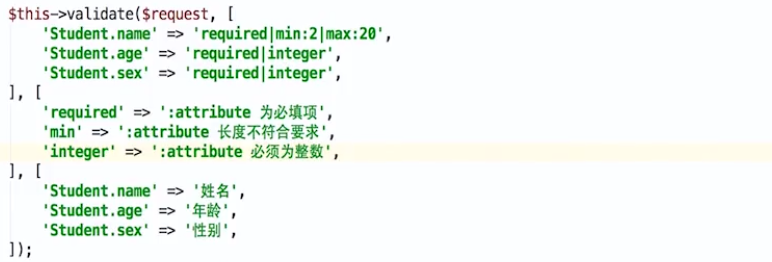 $this->validate($request, [
'Student.name' => 'required|min:2|max:20',
'Student.age' => 'required|integer',
'Student.sex' => 'required|integer',
], [
'required' => ':attribute 为必填项',
'min' => ':attribute 长度不符合要求',
'integer' => ':attribute 必须为整数',
], [
'Student.name' => '姓名',
'Student.age' => '年龄',
'Student.sex' => '性别',
]);